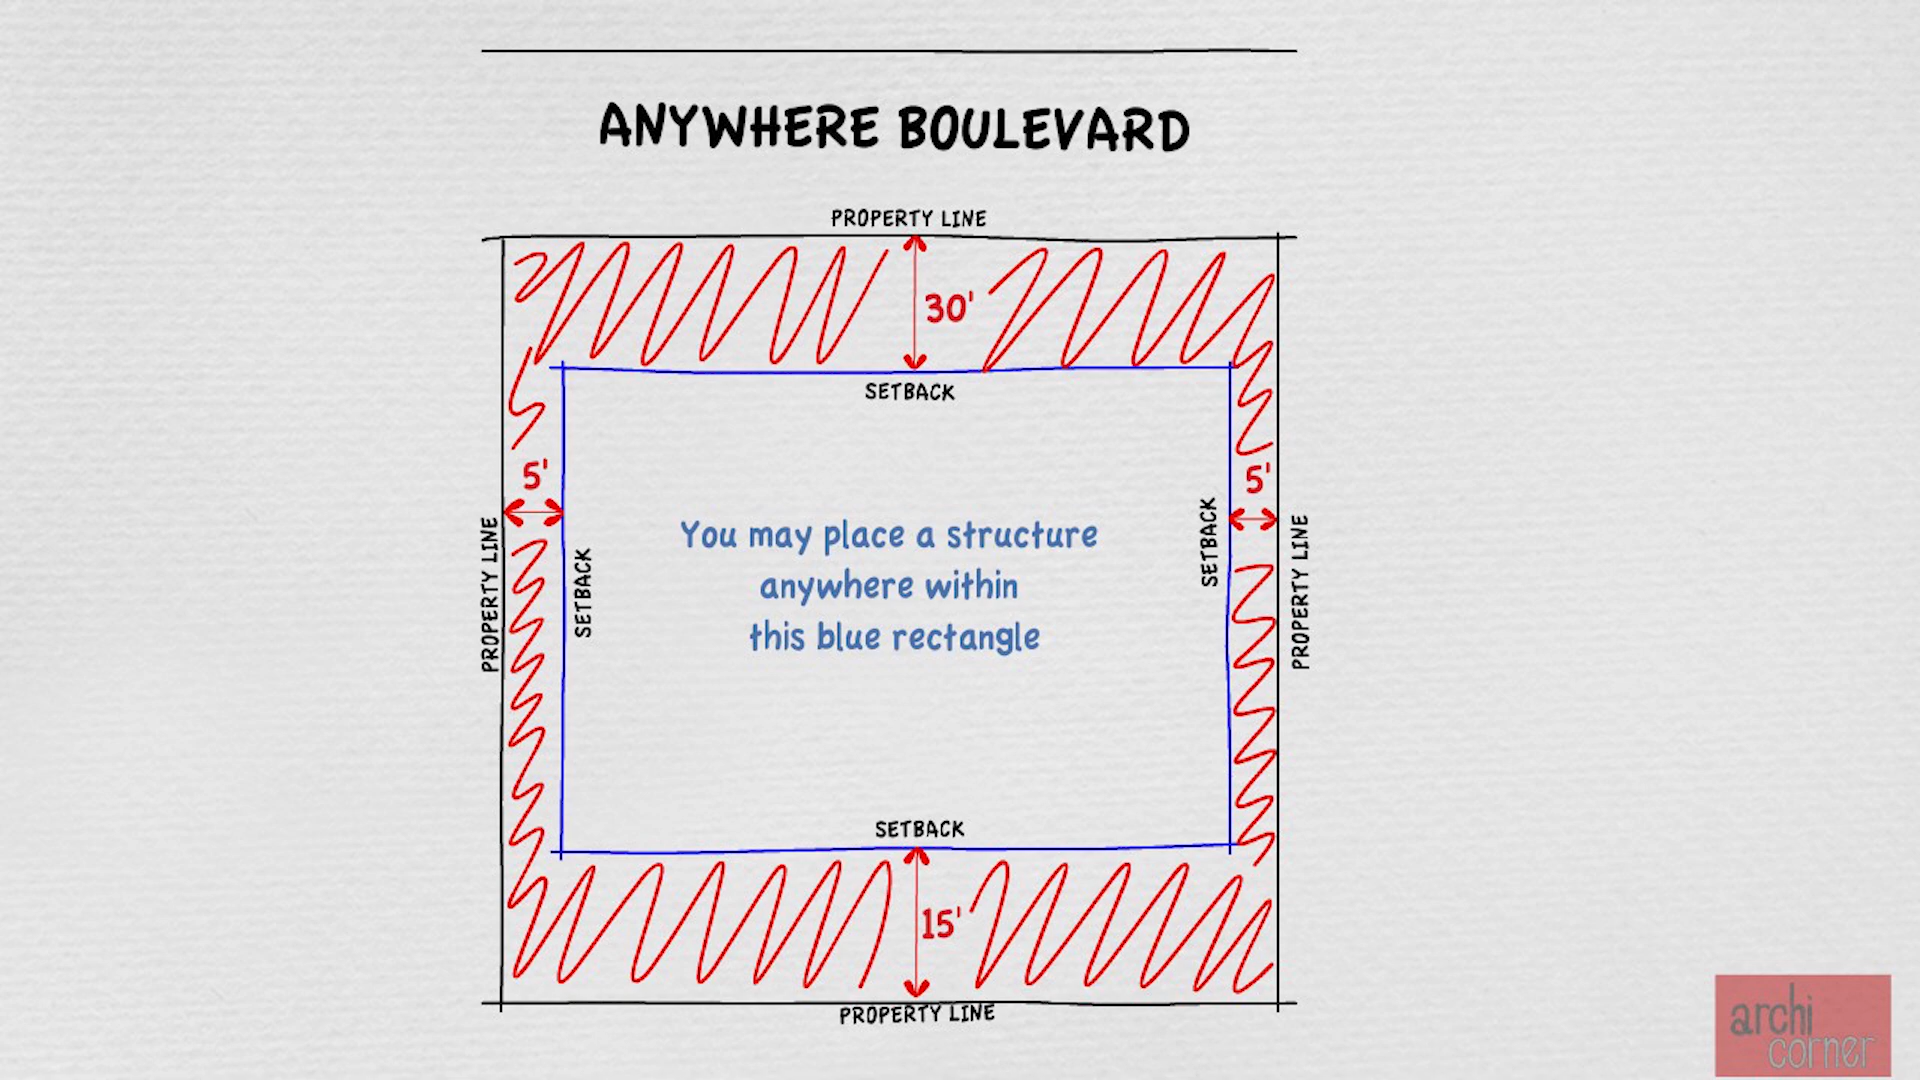 ANYWHERE BOULEVARD
PROPERTY LINE
30'
SETBACK
5'
5'
PROPERTY LINE
SETBACK
You may place a structure
anywhere within
this blue rectangle
SETBACK
PROPERTY LINE
SETBACK
15'
PROPERTY LINE
archi
corner